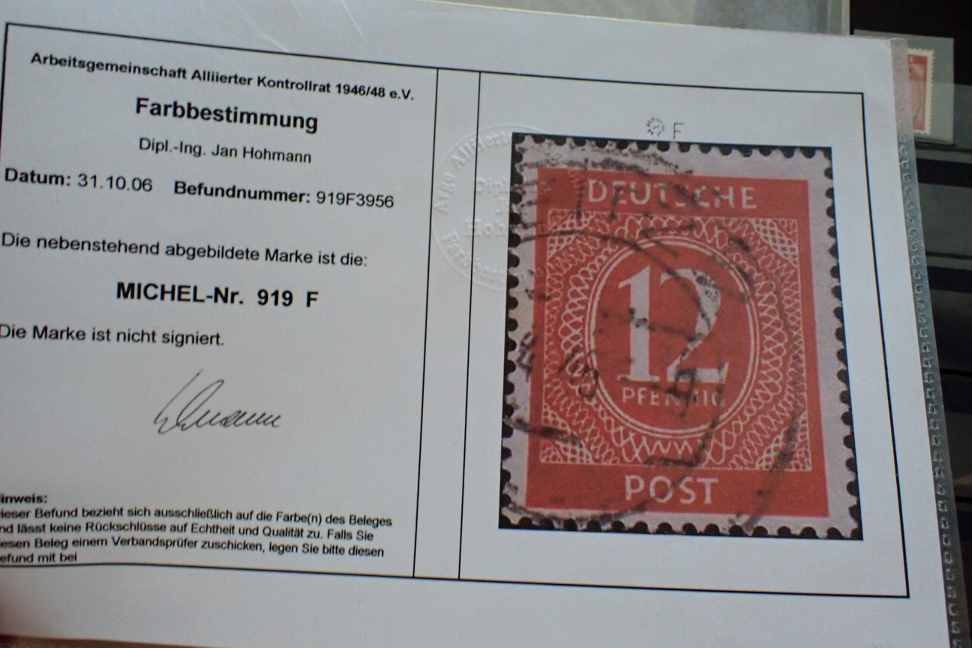 Arbeitsgemeinschaft Alliierter Kontrollrat 1946/48 e.V.
Farbbestimmung
Dipl.-Ing. Jan Hohmann
Datum: 31.10.06 Befundnummer: 919F3956
Die nebenstehend abgebildete Marke ist die:
MICHEL-Nr. 919 F
Die Marke ist nicht signiert.
inweis:
ieser Befund bezieht sich ausschließlich auf die Farbe(n) des Beleges
nd lässt keine Rückschlüsse auf Echtheit und Qualität zu. Falls Sie
iesen Beleg einem Verbandsprüfer zuschicken, legen Sie bitte diesen
efund mit bei
F
DEUTSCHE
12
PFENNIG
POST